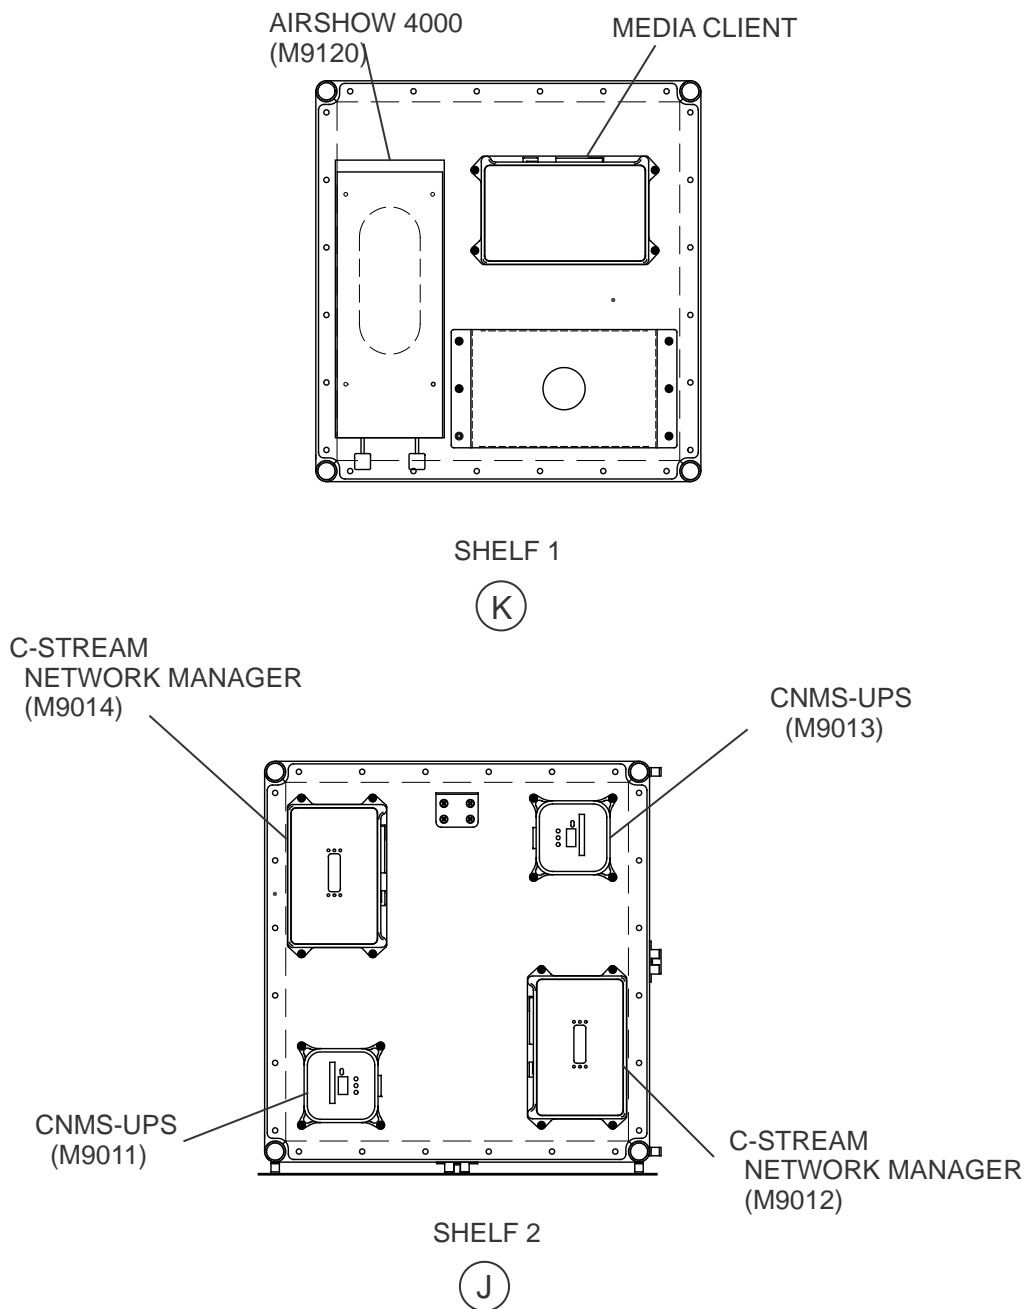 AIRSHOW 4000
(M9120)
MEDIA CLIENT
SHELF 1
K
C-STREAM
NETWORK MANAGER
(M9014)
CNMS-UPS
(M9013)
CNMS-UPS
(M9011)
C-STREAM
NETWORK MANAGER
(M9012)
SHELF 2
J